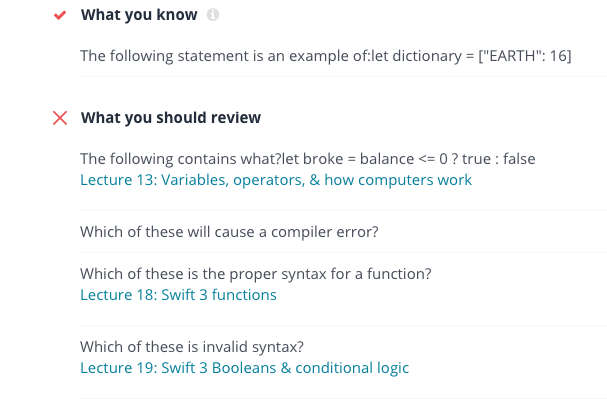 What you know
The following statement is an example of:let dictionary = ["EARTH": 16]
What you should review
The following contains what?let broke = balance <= 0 ? true : false
Lecture 13: Variables, operators, & how computers work
Which of these will cause a compiler error?
Which of these is the proper syntax for a function?
Lecture 18: Swift 3 functions
Which of these is invalid syntax?
Lecture 19: Swift 3 Booleans & conditional logic